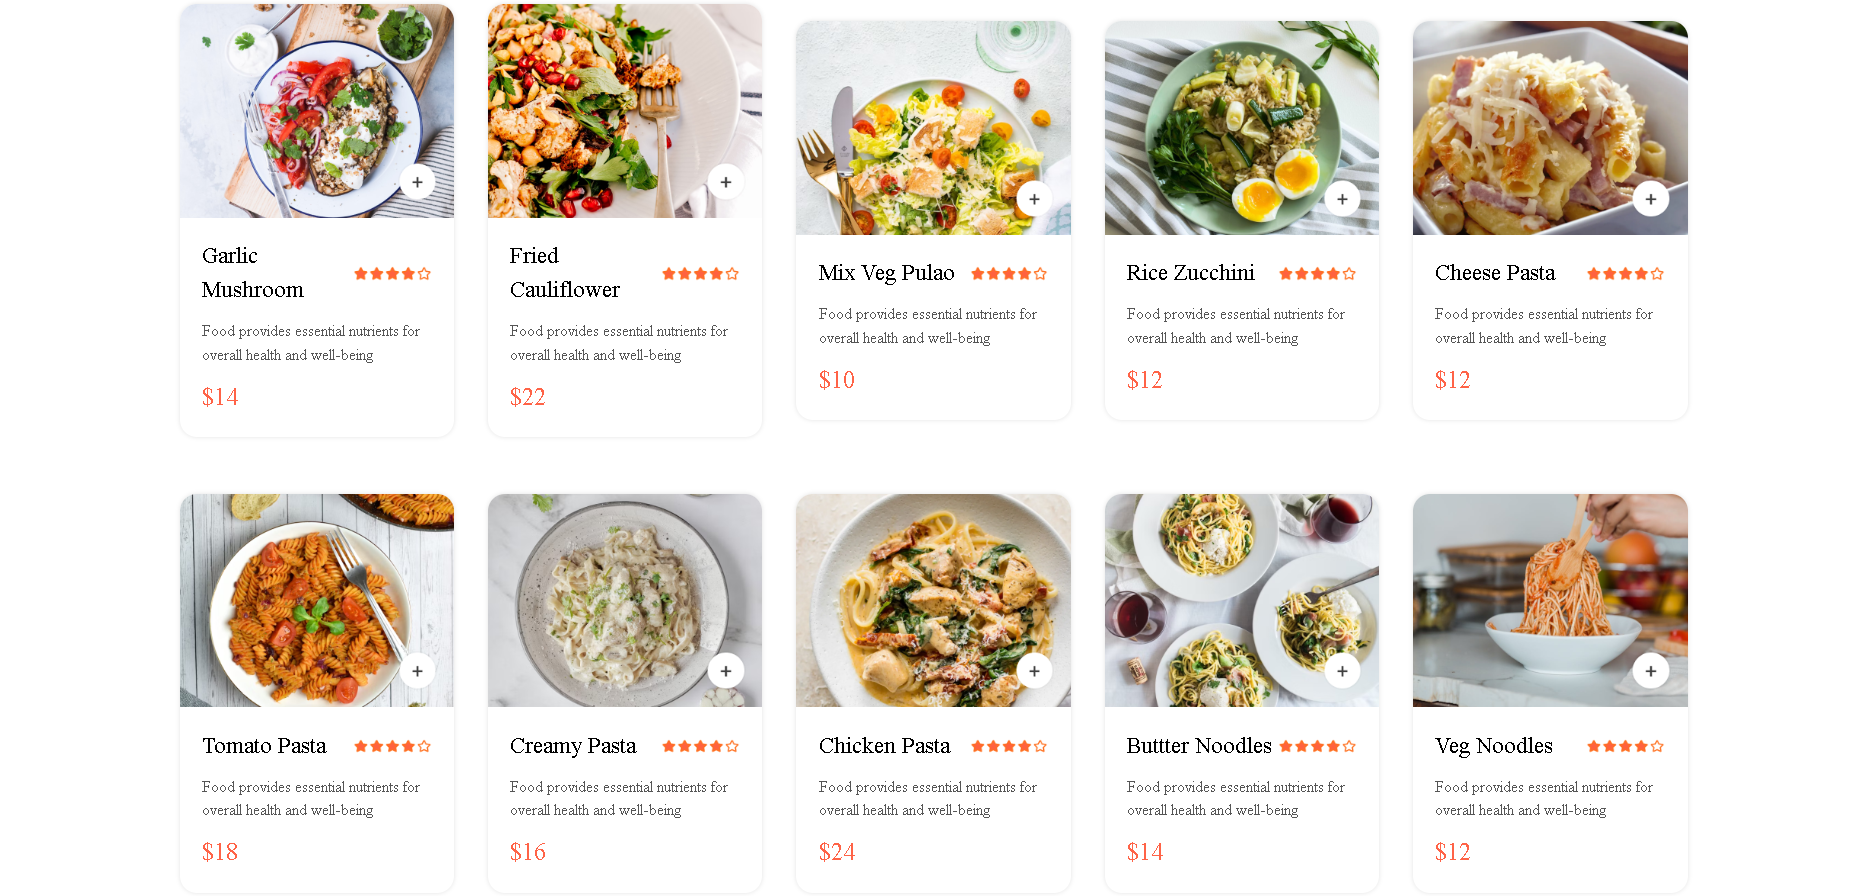 Garlic
Mushroom
Food provides essential nutrients for
overall health and well-being
$14
Fried
Cauliflower
Food provides essential nutrients for
overall health and well-being
$22
Mix Veg Pulao
Food provides essential nutrients for
overall health and well-being
$10
Rice Zucchini
Food provides essential nutrients for
overall health and well-being
$12
Cheese Pasta
Food provides essential nutrients for
overall health and well-being
$12
Tomato Pasta
Food provides essential nutrients for
overall health and well-being
$18
Creamy Pasta
Food provides essential nutrients for
overall health and well-being
$16
Chicken Pasta
Food provides essential nutrients for
overall health and well-being
$24
Buttter Noodles
Food provides essential nutrients for
overall health and well-being
$14
Veg Noodles
Food provides essential nutrients for
overall health and well-being
$12